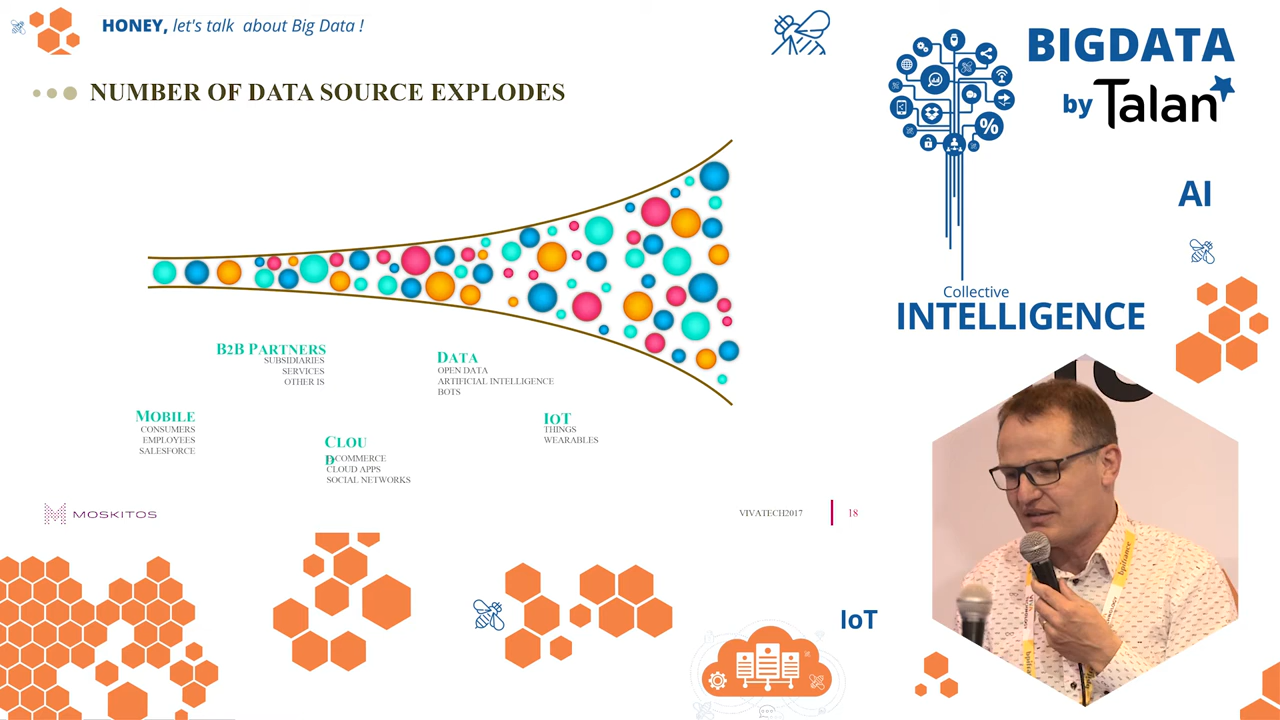 HONEY, let's talk about Big Data !
NUMBER OF DATA SOURCE EXPLODES
B2B PARTNERS
SUBSIDIARIES
SERVICES
OTHER IS
DATA
OPEN DATA
ARTIFICIAL INTELLIGENCE
BOTS
MOBILE
CONSUMERS
EMPLOYEES
SALESFORCE
CLOU
D
E-COMMERCE
CLOUD APPS
SOCIAL NETWORKS
IOT
THINGS
WEARABLES
MOSKITOS
VIVATECH2017
18
BIGDATA
by Talan
%
AI
Collective
INTELLIGENCE
IoT
bpifrance